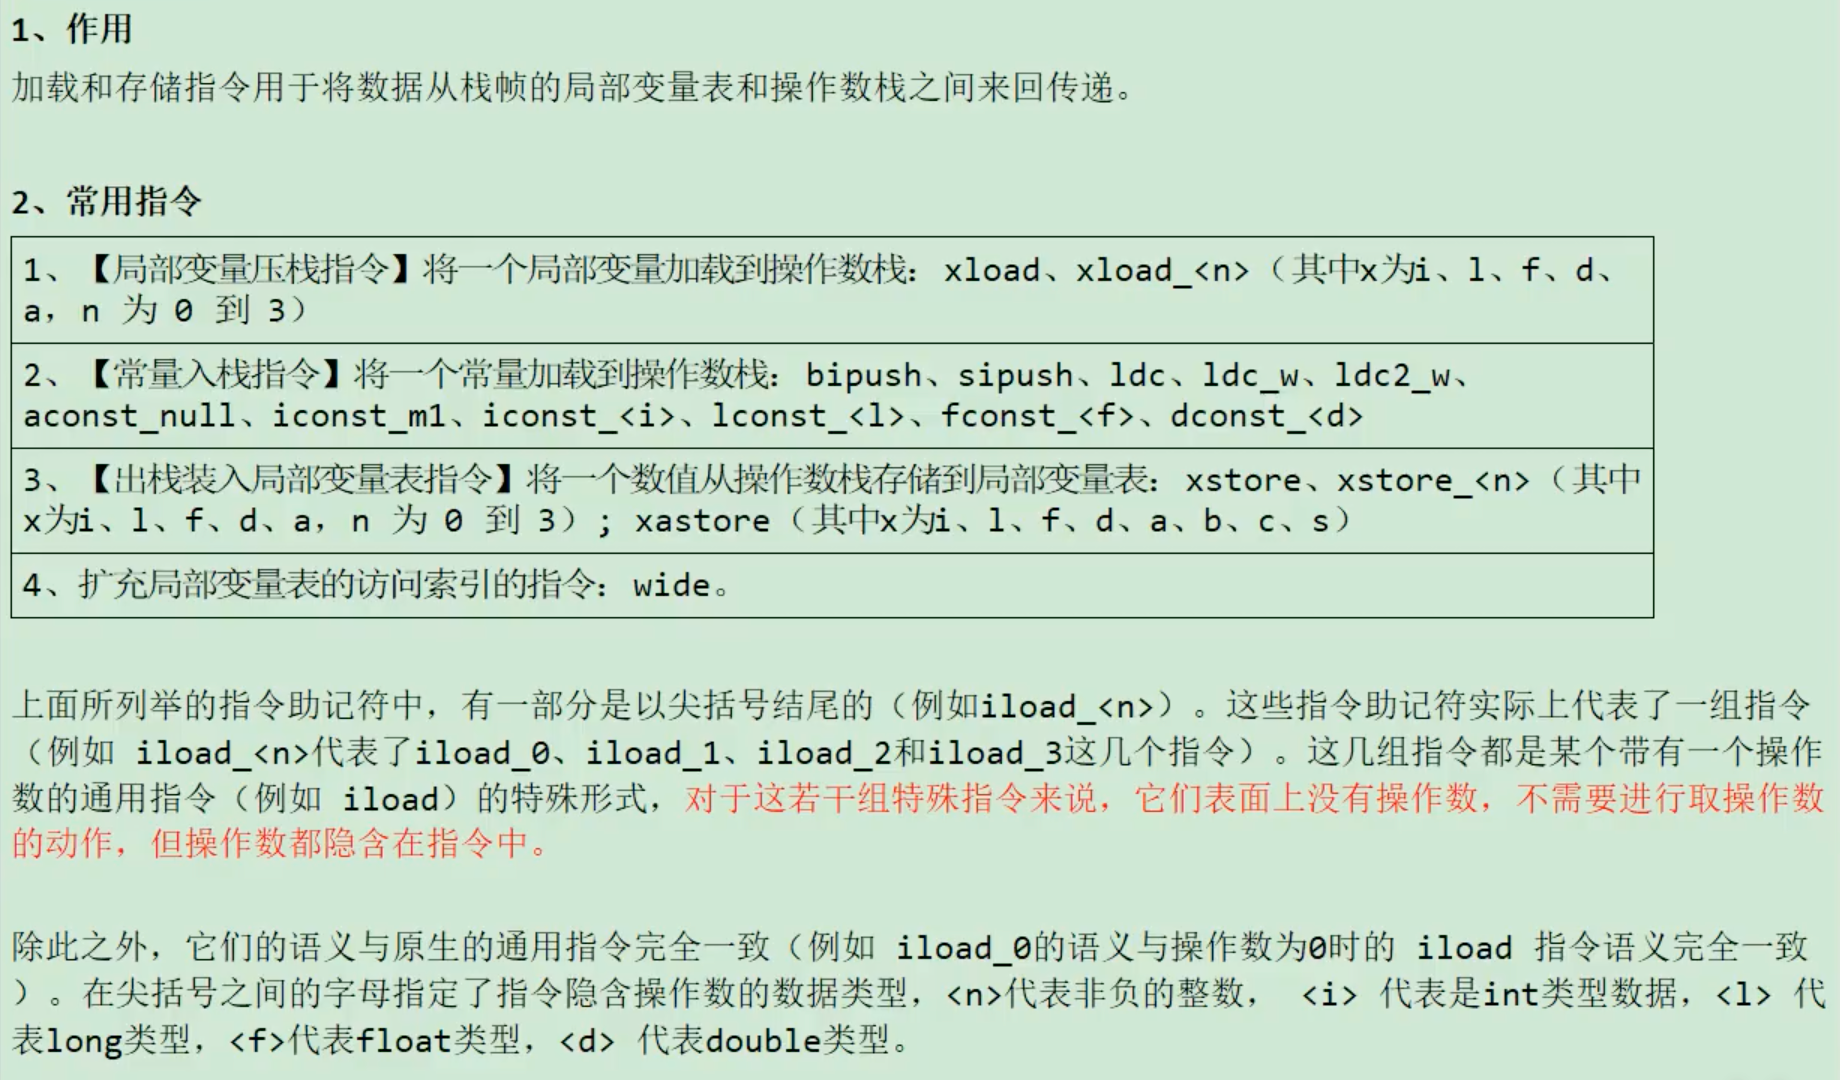 1、作用
加载和存储指令用于将数据从栈帧的局部变量表和操作数栈之间来回传递。
2、常用指令
1、【局部变量压栈指令】将一个局部变量加载到操作数栈：xload、xload_<n>（其中x为i、l、f、d、
a，n 为 0 到 3）
2、【常量入栈指令】将一个常量加载到操作数栈：bipush、sipush、ldc、ldc_w、ldc2_w、
aconst_null、iconst_m1、iconst_<i>、lconst_<l>、fconst_<f>、dconst_<d>
3、【出栈装入局部变量表指令】将一个数值从操作数栈存储到局部变量表：xstore、xstore_<n>（其中
x为i、l、f、d、a，n 为 0 到 3）; xastore（其中x为i、l、f、d、a、b、c、s）
4、扩充局部变量表的访问索引的指令：wide。
上面所列举的指令助记符中，有一部分是以尖括号结尾的（例如iload_<n>）。这些指令助记符实际上代表了一组指令
（例如 iload_<n>代表了iload_0、iload_1、iload_2和iload_3这几个指令）。这几组指令都是某个带有一个操作
数的通用指令（例如 iload）的特殊形式，对于这若干组特殊指令来说，它们表面上没有操作数，不需要进行取操作数
的动作，但操作数都隐含在指令中。
除此之外，它们的语义与原生的通用指令完全一致（例如 iload_0的语义与操作数为0时的 iload 指令语义完全一致
）。在尖括号之间的字母指定了指令隐含操作数的数据类型，<n>代表非负的整数， <i> 代表是int类型数据，<l> 代
表long类型，<f>代表float类型，<d> 代表double类型。